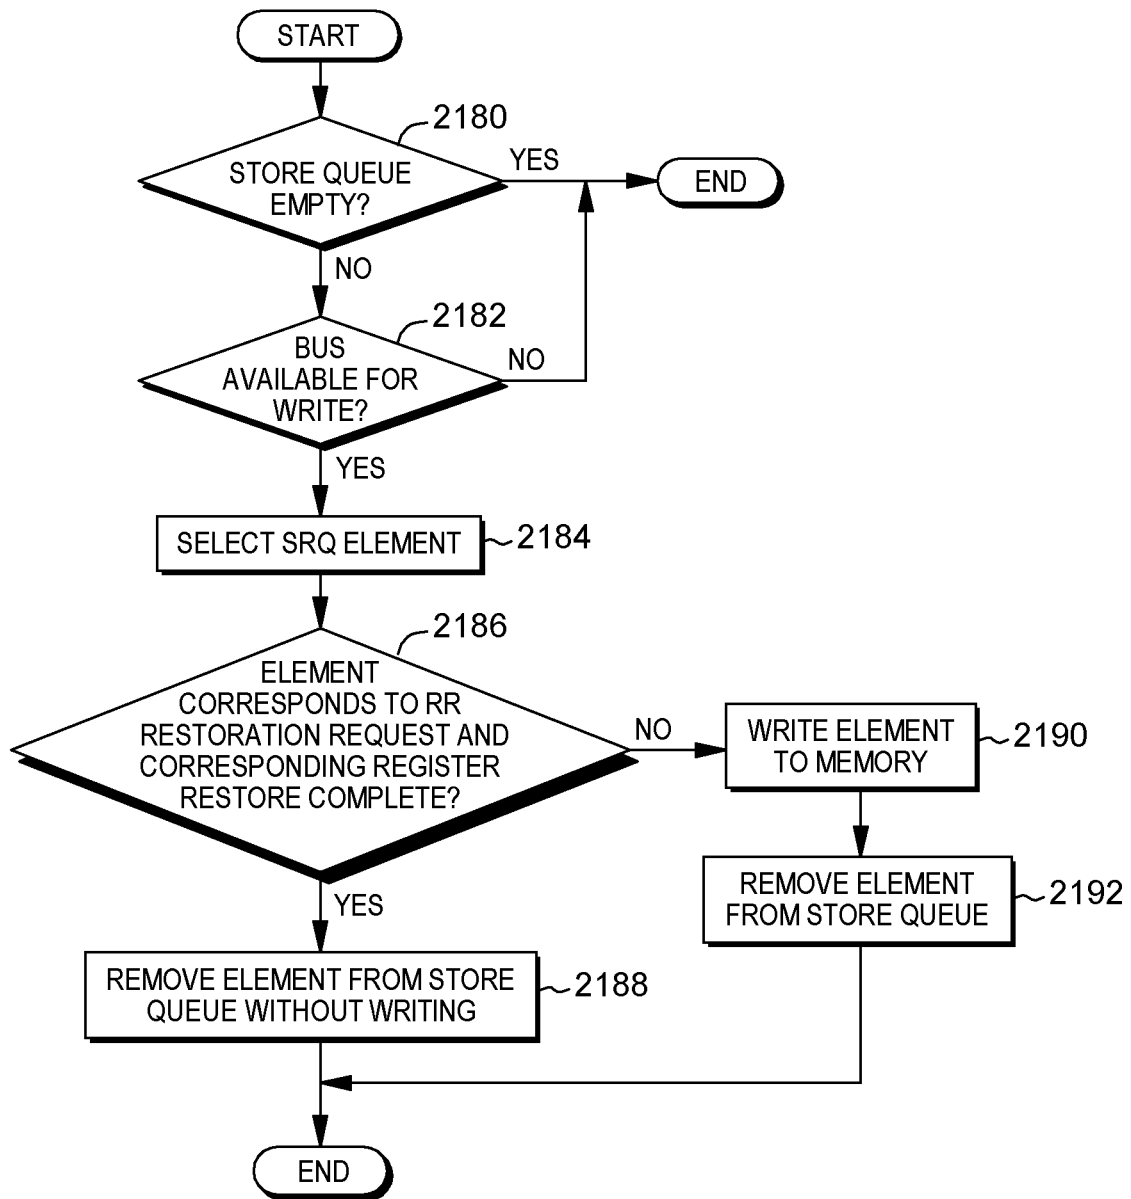 START
2180
STORE QUEUE
EMPTY?
YES
END
NO
2182
BUS
AVAILABLE FOR
WRITE?
NO
YES
SELECT SRQ ELEMENT
2184
2186
ELEMENT
CORRESPONDS TO RR
RESTORATION REQUEST AND
CORRESPONDING REGISTER
RESTORE COMPLETE?
NO
WRITE ELEMENT
TO MEMORY
2190
YES
REMOVE ELEMENT
FROM STORE QUEUE
2192
REMOVE ELEMENT FROM STORE
QUEUE WITHOUT WRITING
2188
END